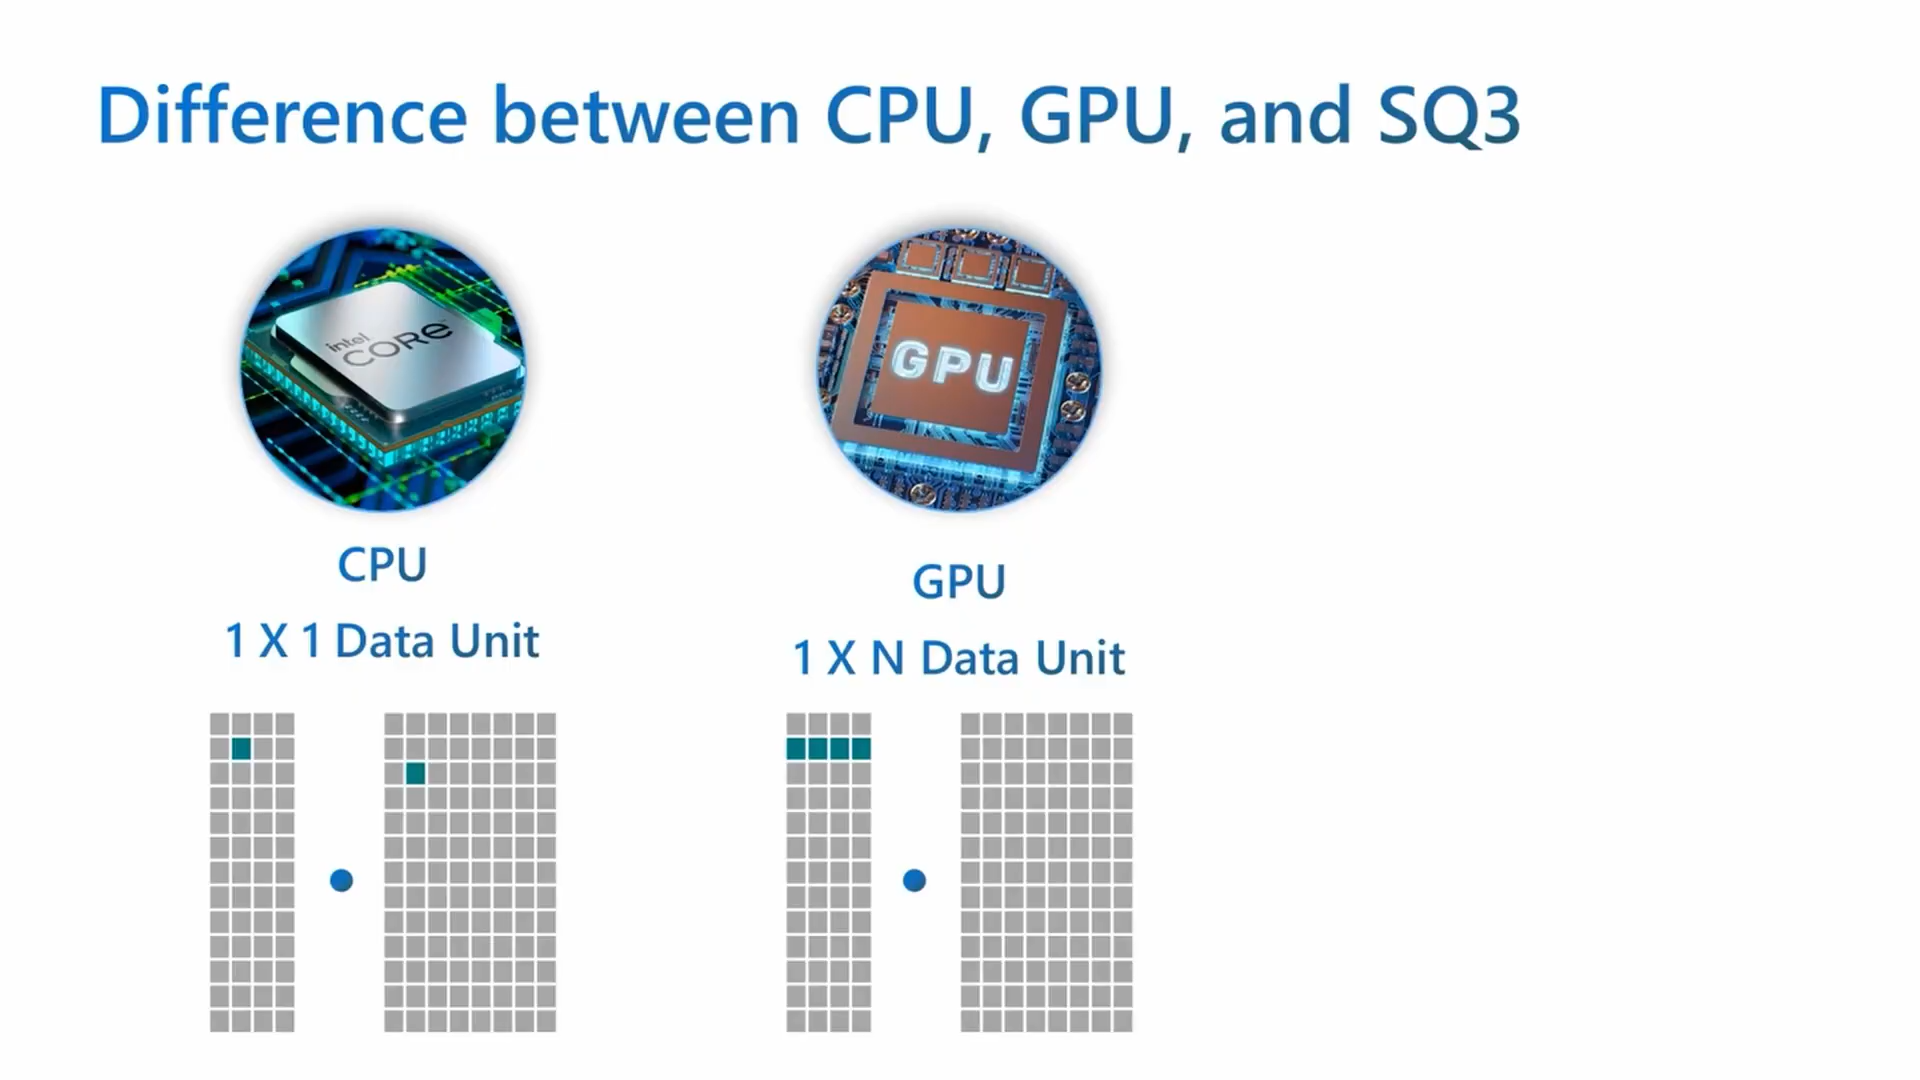 Difference between CPU, GPU, and SQ3
intel
CORE
GPU
CPU
1 X 1 Data Unit
GPU
1 X N Data Unit